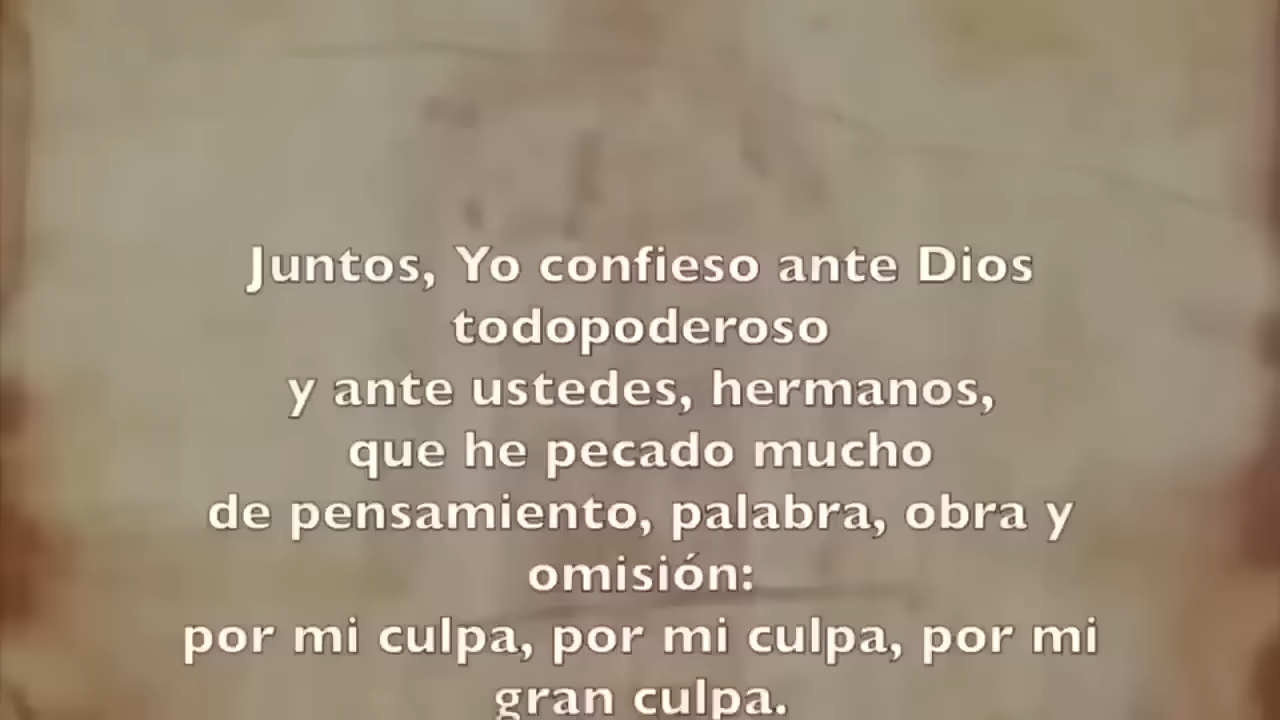 Juntos, Yo confieso ante Dios
todopoderoso
y ante ustedes, hermanos,
que he pecado mucho
de pensamiento, palabra, obra y
omisión:
por mi culpa, por mi culpa, por mi
gran culpa.